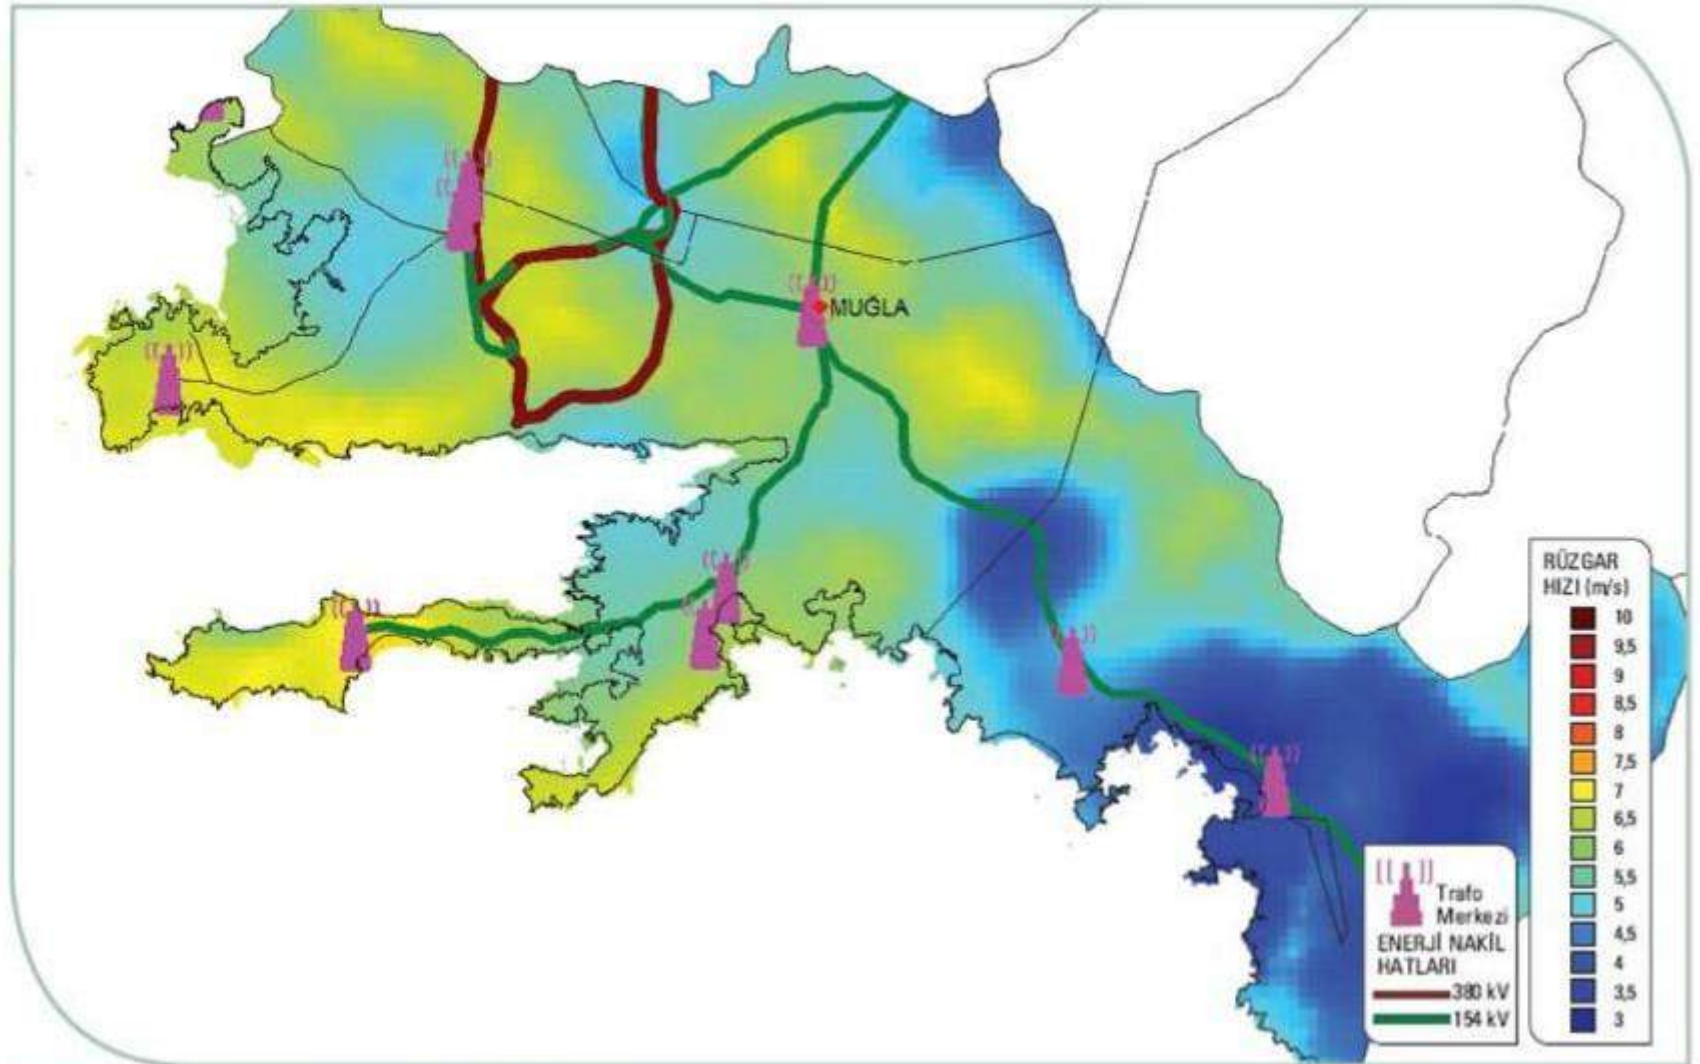 MUĞLA
RÜZGAR
HIZI (m/s)
10
9,5
9
8,5
8
7,5
7
6,5
6
5,5
5
4,5
4
3,5
3
Trafo
Merkezi
ENERJİ NAKİL
HATLARI
380 kV
154 kV